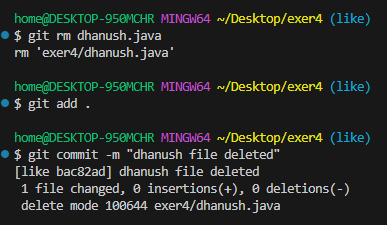 home@DESKTOP-950MCHR MINGW64 ~/Desktop/exer4 (like)
$ git rm dhanush.java
rm 'exer4/dhanush.java'
home@DESKTOP-950MCHR MINGW64 ~/Desktop/exer4 (like)
$ git add .
home@DESKTOP-950MCHR MINGW64 ~/Desktop/exer4 (like)
$ git commit -m "dhanush file deleted"
[like bac82ad] dhanush file deleted
1 file changed, 0 insertions(+), 0 deletions(-)
delete mode 100644 exer4/dhanush.java